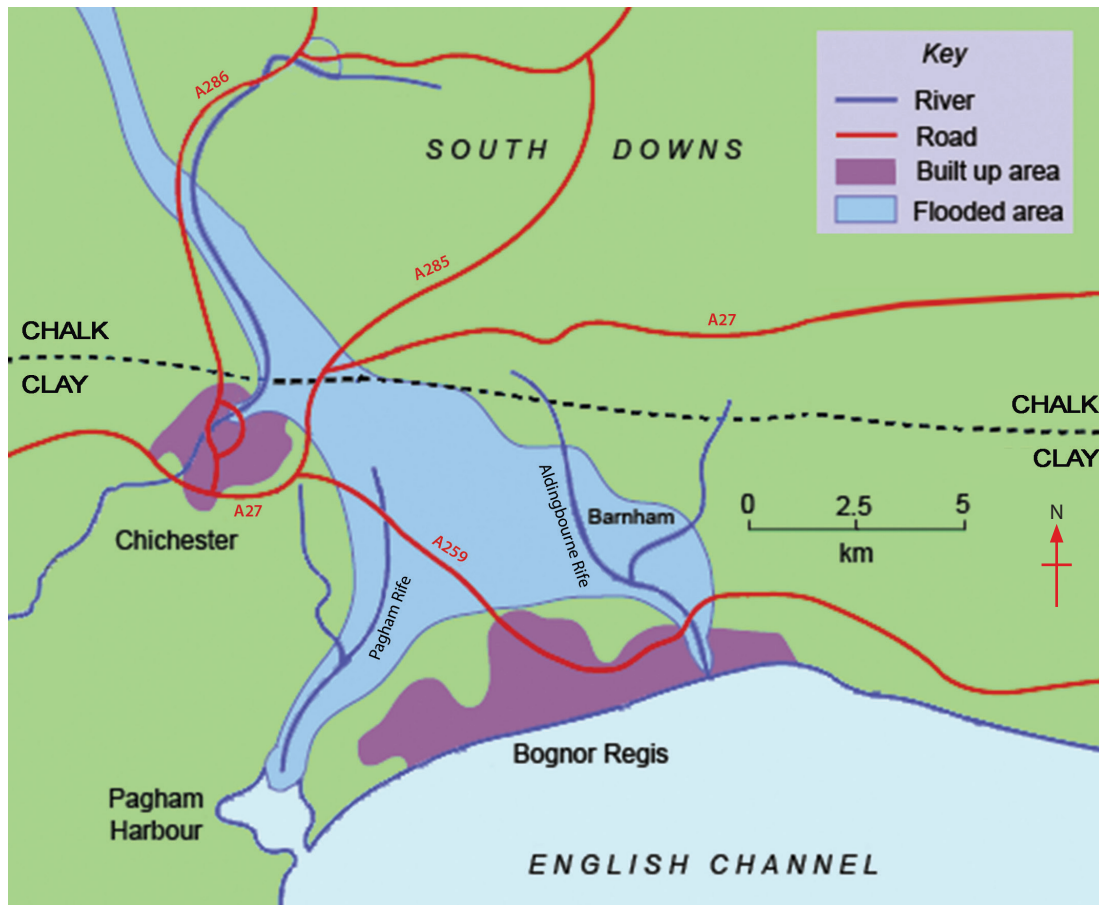 Key
River
Road
Built up area
Flooded area
A286
SOUTH DOWNS
A285
A27
CHALK
CLAY
CHALK
CLAY
0 2.5 5
km
N
Aldingbourne Rife
Barnham
A27
Chichester
A259
Pagham Rife
Bognor Regis
Pagham
Harbour
ENGLISH CHANNEL